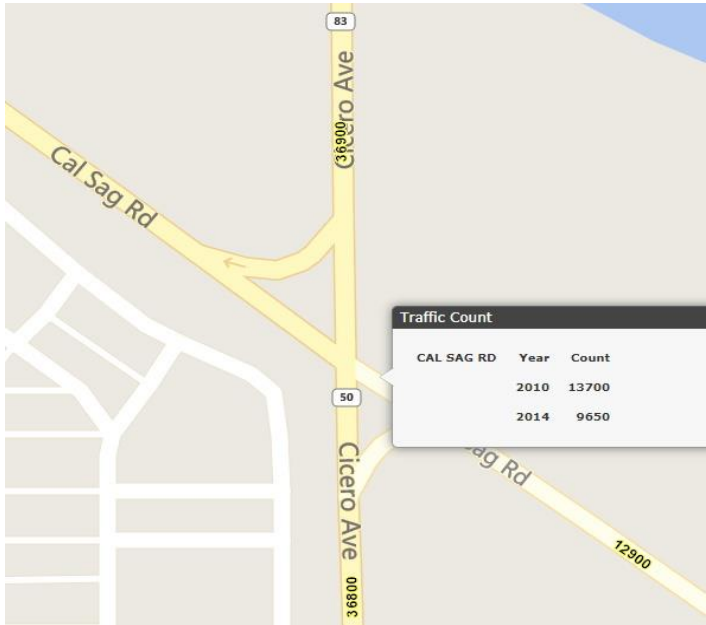 83
Cicero Ave
36900
Cal Sag Rd
Traffic Count
CAL SAG RD Year Count
2010 13700
2014 9650
50
ag Rd
Cicero Ave
12900
36800